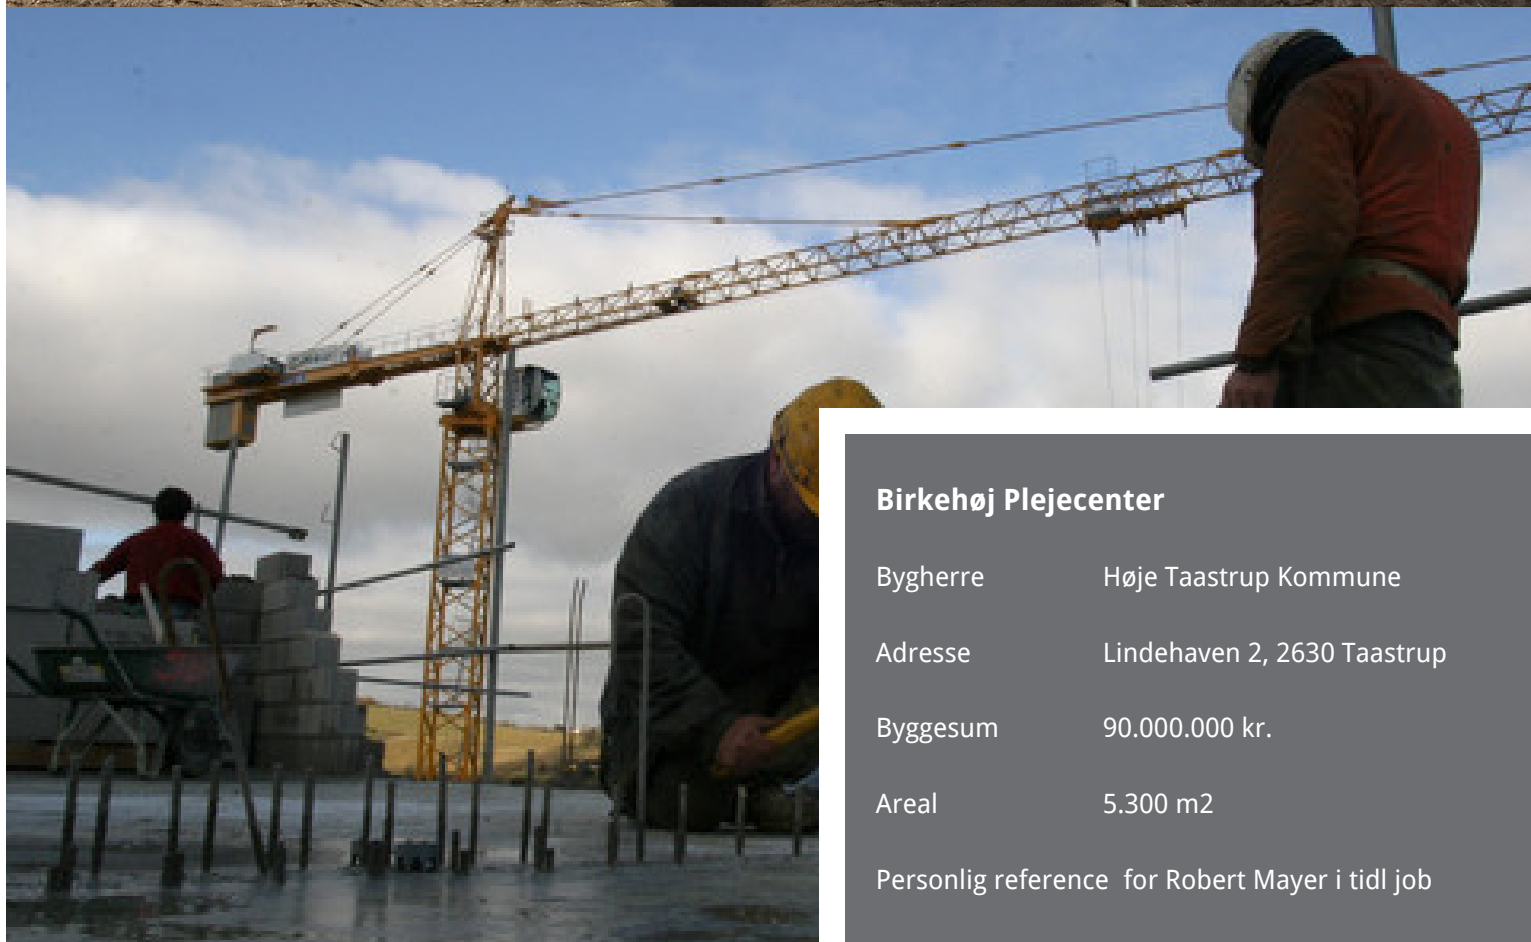 Birkehøj Plejecenter
Bygherre Høje Taastrup Kommune
Adresse Lindehaven 2, 2630 Taastrup
Byggesum 90.000.000 kr.
Areal 5.300 m2
Personlig reference for Robert Mayer i tidl job